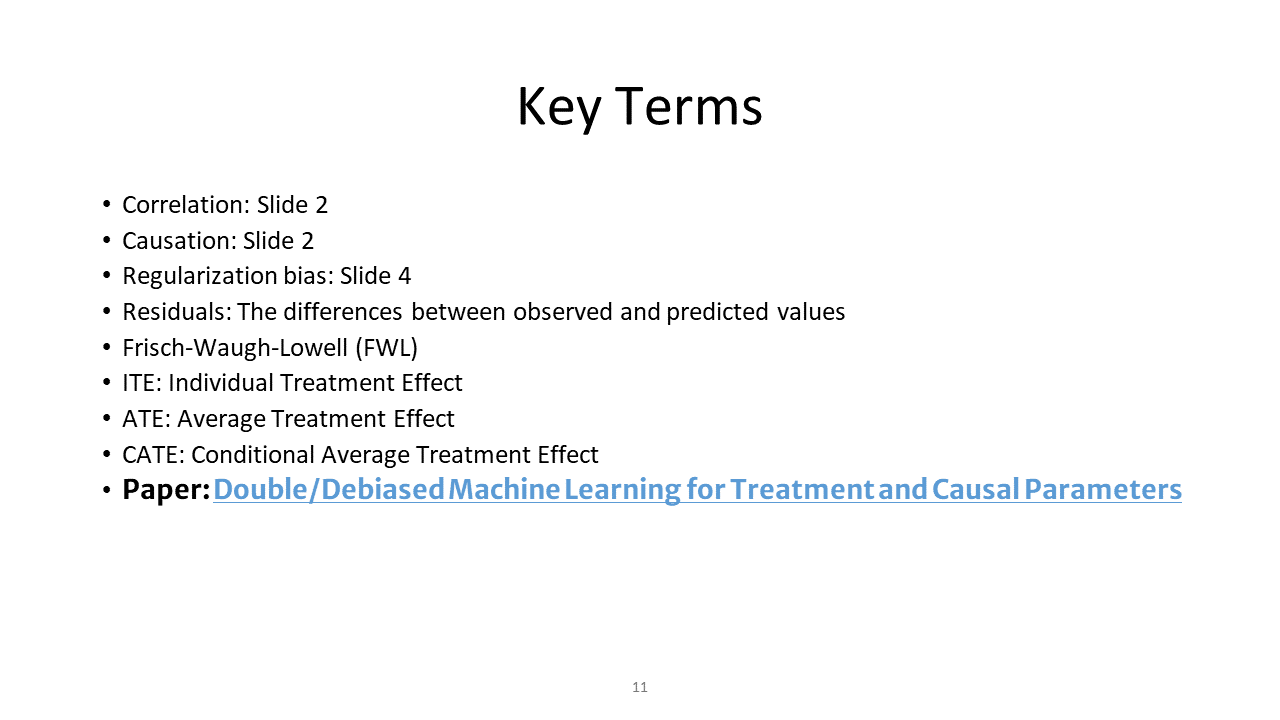 Key Terms
• Correlation: Slide 2
• Causation: Slide 2
• Regularization bias: Slide 4
• Residuals: The differences between observed and predicted values
• Frisch-Waugh-Lowell (FWL)
• ITE: Individual Treatment Effect
• ATE: Average Treatment Effect
• CATE: Conditional Average Treatment Effect
• Paper: Double/Debiased Machine Learning for Treatment and Causal Parameters
11